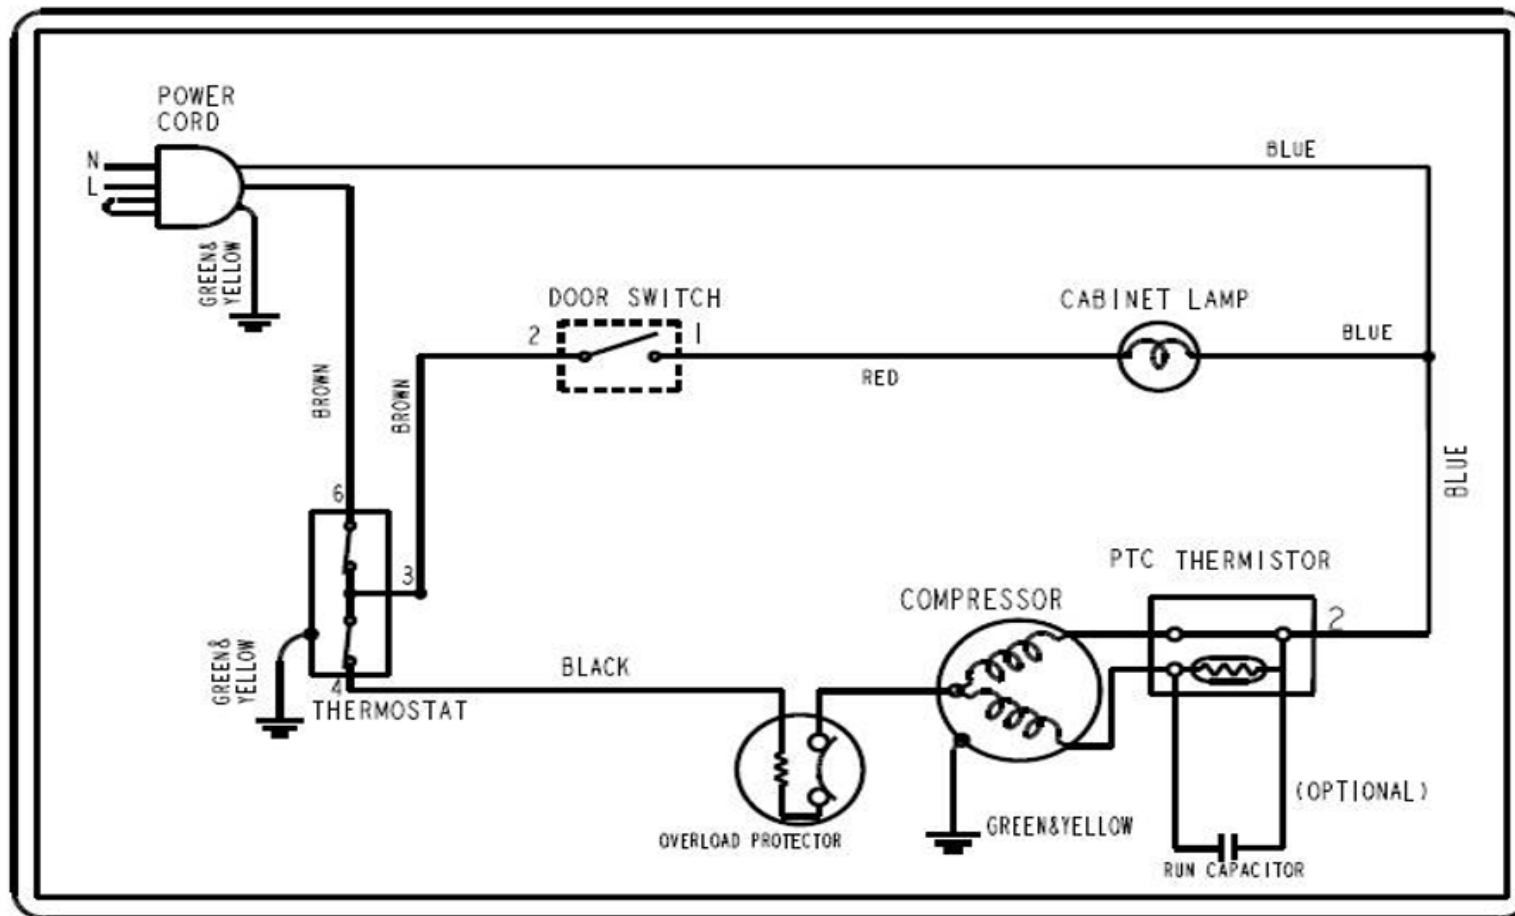 POWER
CORD
N
L
BLUE
GREEN&
YELLOW
DOOR SWITCH
2
1
CABINET LAMP
BLUE
RED
BROWN
BROWN
BLUE
6
3
PTC THERMISTOR
COMPRESSOR
2
GREEN&
YELLOW
BLACK
4
THERMOSTAT
(OPTIONAL)
GREEN&YELLOW
OVERLOAD PROTECTOR
RUN CAPACITOR